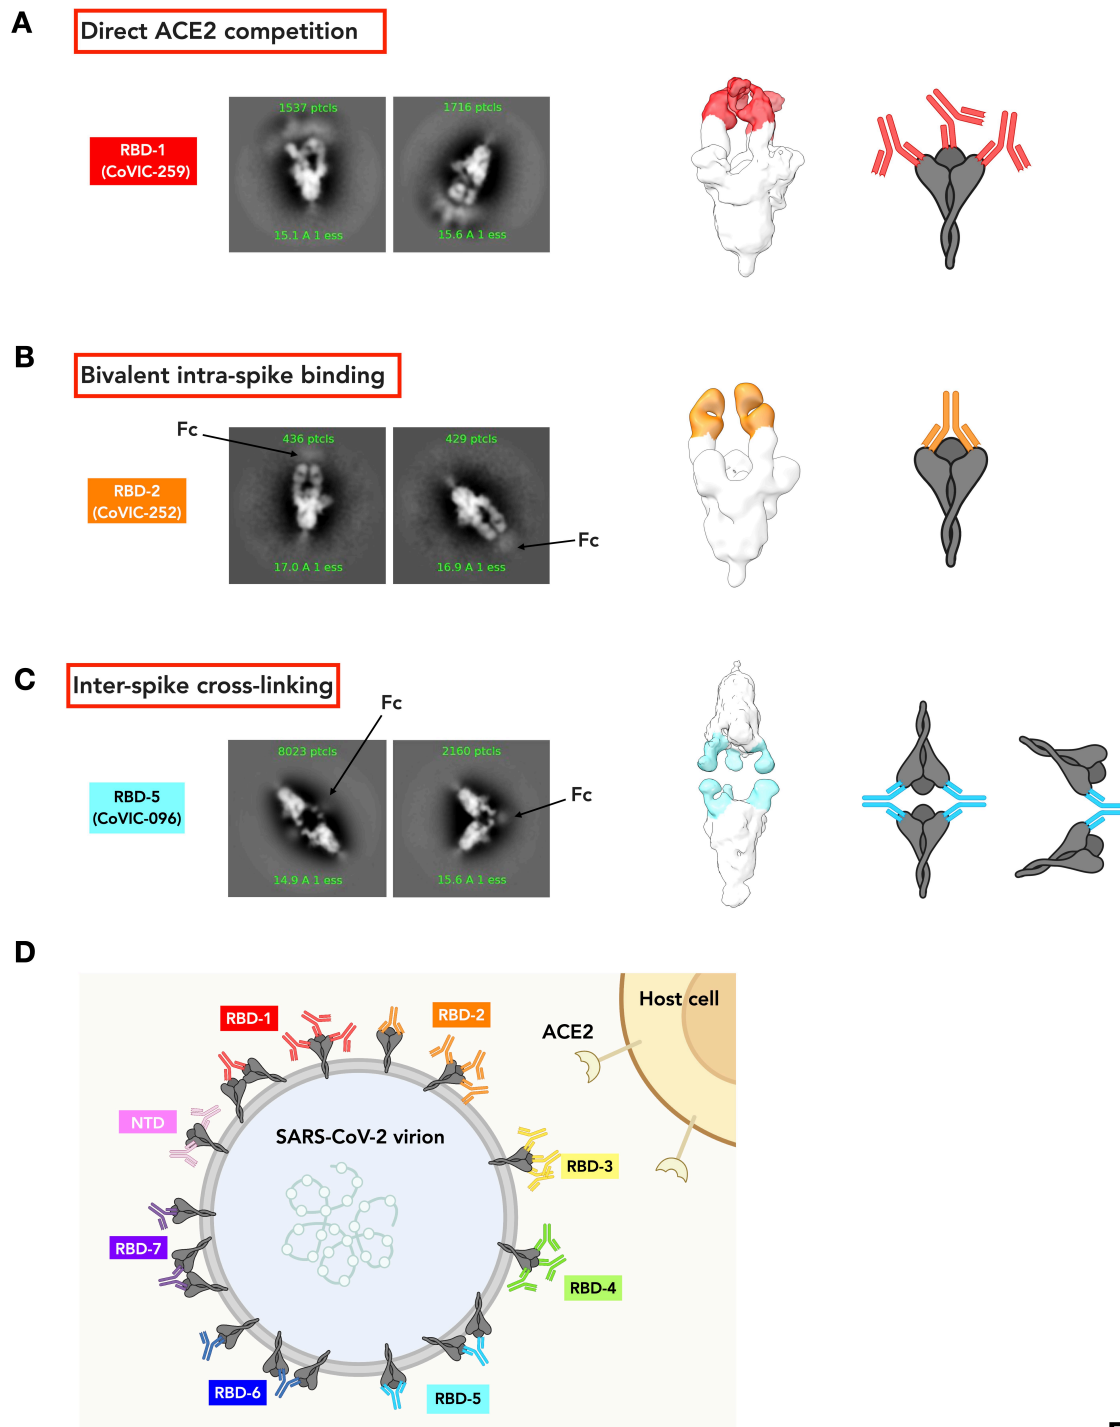 A
Direct ACE2 competition
1537 ptcls
1716 ptcls
RBD-1
(CoVIC-259)
15.1 A 1 ess
15.6 A 1 ess
B
Bivalent intra-spike binding
Fc
436 ptcls
429 ptcls
RBD-2
(CoVIC-252)
Fc
17.0 A 1 ess
16.9 A 1 ess
C
Inter-spike cross-linking
Fc
8023 ptcls
2160 ptcls
RBD-5
(CoVIC-096)
Fc
14.9 A 1 ess
15.6 A 1 ess
D
Host cell
RBD-1
RBD-2
ACE2
NTD
SARS-CoV-2 virion
RBD-3
RBD-7
RBD-4
RBD-6
RBD-5